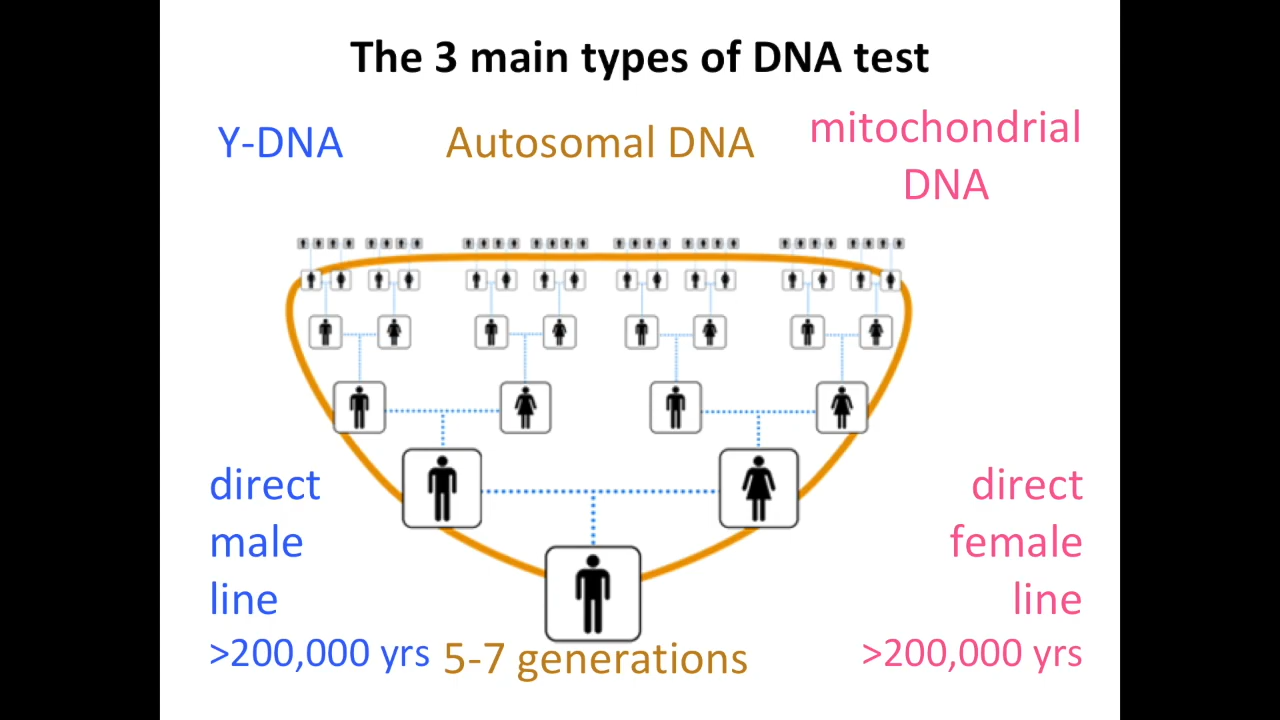 The 3 main types of DNA test
Y-DNA
Autosomal DNA
mitochondrial
DNA
direct
male
line
>200,000 yrs
5-7 generations
direct
female
line
>200,000 yrs